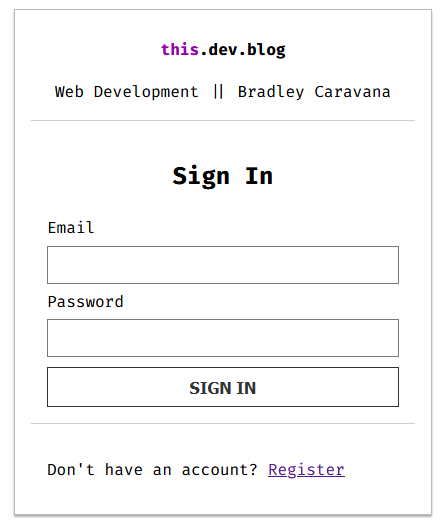 this.dev.blog
Web Development || Bradley Caravana
Sign In
Email
Password
SIGN IN
Don't have an account? Register